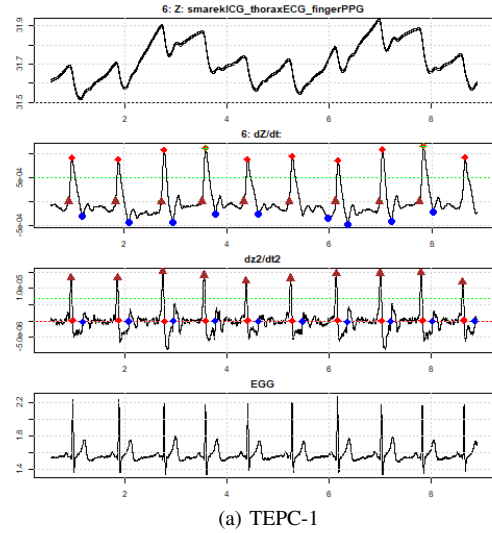 6: Z: smarekICG_thoraxECG_fingerPPG
31.9
31.7
31.5
2 4 6 8
6: dZ/dt:
5e-04
-5e-04
2 4 6 8
dz2/dt2
1.0e-05
-5.0e-06
2 4 6 8
EGG
2.2
1.8
1.4
2 4 6 8
(a) TEPC-1